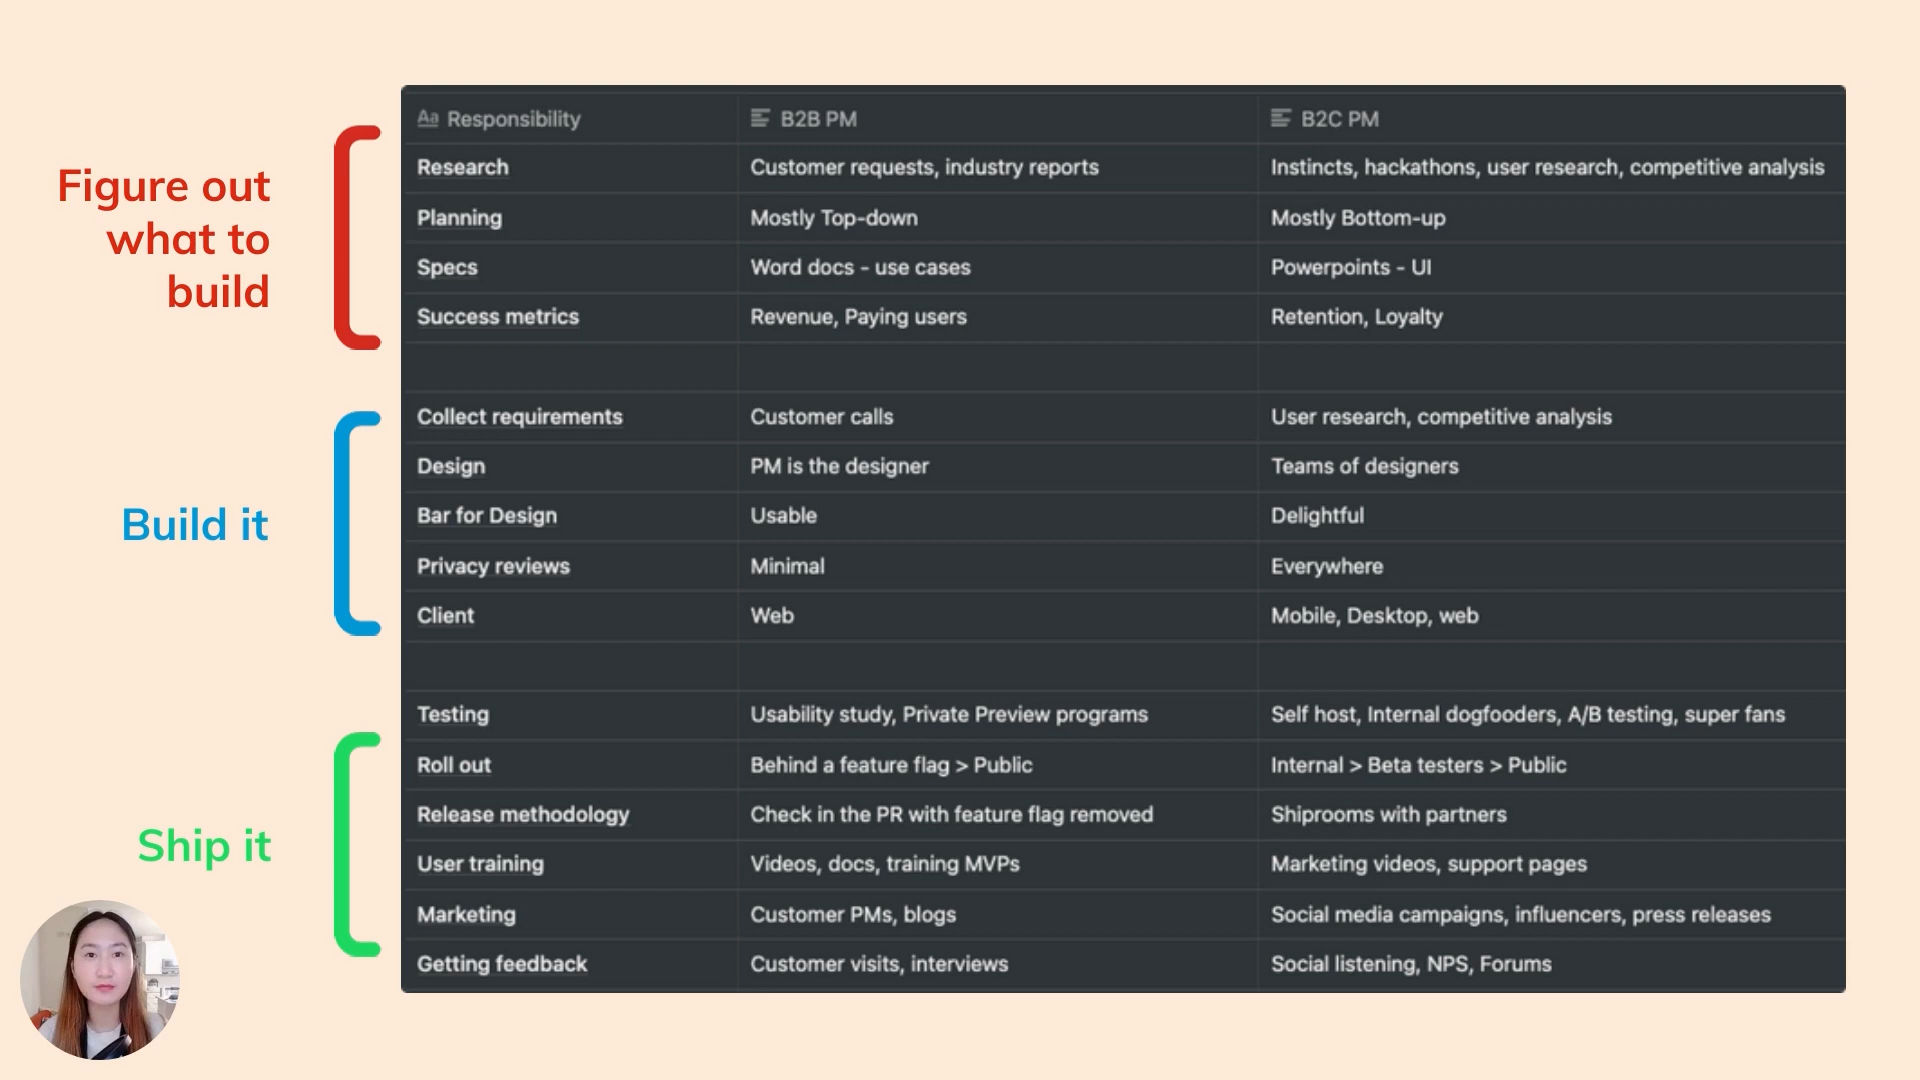 Figure out
what to
build
Build it
Ship it
Aa Responsibility B2B PM B2C PM
Research Customer requests, industry reports Instincts, hackathons, user research, competitive analysis
Planning Mostly Top-down Mostly Bottom-up
Specs Word docs - use cases Powerpoints - UI
Success metrics Revenue, Paying users Retention, Loyalty
Collect requirements Customer calls User research, competitive analysis
Design PM is the designer Teams of designers
Bar for Design Usable Delightful
Privacy reviews Minimal Everywhere
Client Web Mobile, Desktop, web
Testing Usability study, Private Preview programs Self host, Internal dogfooders, A/B testing, super fans
Roll out Behind a feature flag > Public Internal > Beta testers > Public
Release methodology Check in the PR with feature flag removed Shiprooms with partners
User training Videos, docs, training MVPs Marketing videos, support pages
Marketing Customer PMs, blogs Social media campaigns, influencers, press releases
Getting feedback Customer visits, interviews Social listening, NPS, Forums